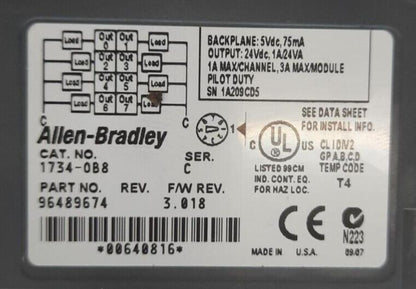 Load Out 0 Out 1 Load
Load Out 2 Out 3 Load
Load Out 4 Out 5 Load
Load Out 6 Out 7 Load
C C
BACKPLANE: 5Vdc, 75mA
OUTPUT: 24Vdc, 1A/24VA
1A MAX/CHANNEL, 3A MAX/MODULE
PILOT DUTY
SN 1A209CD5
Allen-Bradley
1
SEE DATA SHEET
FOR INSTALL INFO.
CAT. NO. SER.
1734-OB8 C
PART NO. REV. F/W REV.
96489674 3.018
*00640816*
C UL US
LISTED 99CM
IND. CONT. EQ.
FOR HAZ LOC.
CL I DIV2
GP A,B,C,D
TEMP CODE
T4
CE
N223
MADE IN U.S.A. 09.07